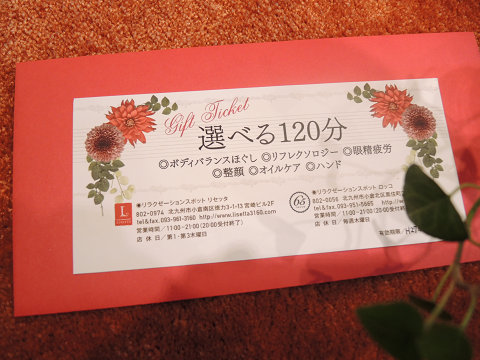 Gift Ticket
選べる120分
◎ボディバランスほぐし ◎リフレクソロジー ◎眼精疲労
◎整顔 ◎オイルケア ◎ハンド
◎リラクゼーションスポット リセッタ
802-0974 北九州市小倉南区徳力3-1-13 宮崎ビル2F
tel&fax.093-961-3160 http://www.lisetta3160.com
営業時間/11:00-21:00(20:00受付終了)
店休日/第1・第3木曜日
65
◎リラクゼーションスポット ロッコ
802-0056 北九州市小倉北区
tel&fax.093-951-5665
営業時間/11:00-21:00(20:00受付終了)
店休日/毎週木曜日
有効期限/